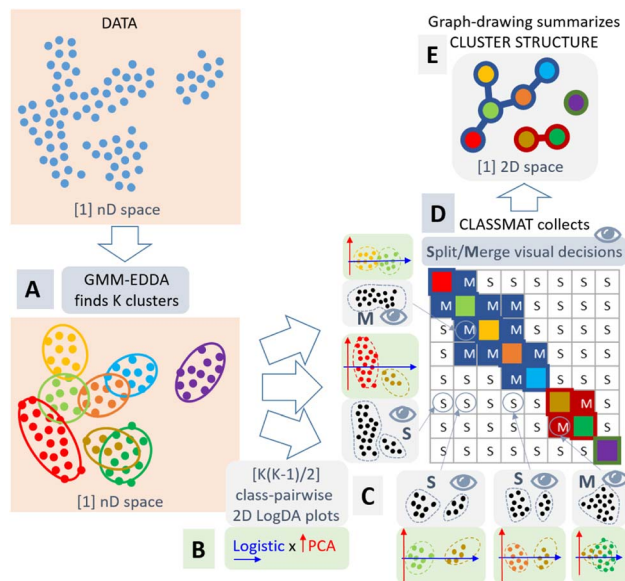 DATA
[1] nD space
A
GMM-EDDA
finds K clusters
[1] nD space
[K(K-1)/2]
class-pairwise
2D LogDA plots
B
Logistic x PCA
Graph-drawing summarizes
CLUSTER STRUCTURE
E
[1] 2D space
D
CLASSMAT collects
Split/Merge visual decisions
M
S
M S S S S S S
M M M S S S S
S M M S S S S
S M M M S S S
S S S M S S S
S S S S S M S
S S S S S M S
S S S S S S S
C
S
S
M